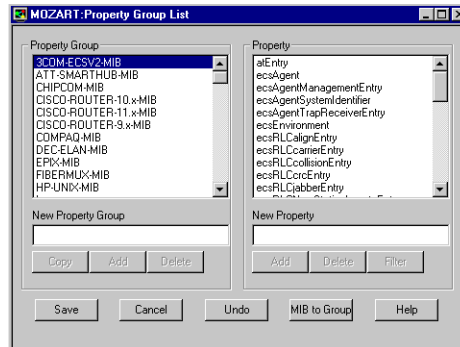 MOZART:Property Group List
Property Group
3COM-ECSV2-MIB
ATT-SMARTHUB-MIB
CHIPCOM-MIB
CISCO-ROUTER-10.x-MIB
CISCO-ROUTER-11.x-MIB
CISCO-ROUTER-9.x-MIB
COMPAQ-MIB
DEC-ELAN-MIB
EPIX-MIB
FIBERMUX-MIB
HP-UNIX-MIB
New Property Group
Copy Add Delete
Property
atEntry
ecsAgent
ecsAgentManagementEntry
ecsAgentSystemIdentifier
ecsAgentTrapReceiverEntry
ecsEnvironment
ecsRLCalignEntry
ecsRLCcarrierEntry
ecsRLCcollisionEntry
ecsRLCcrcEntry
ecsRLCjabberEntry
New Property
Add Delete Filter
Save Cancel Undo MIB to Group Help